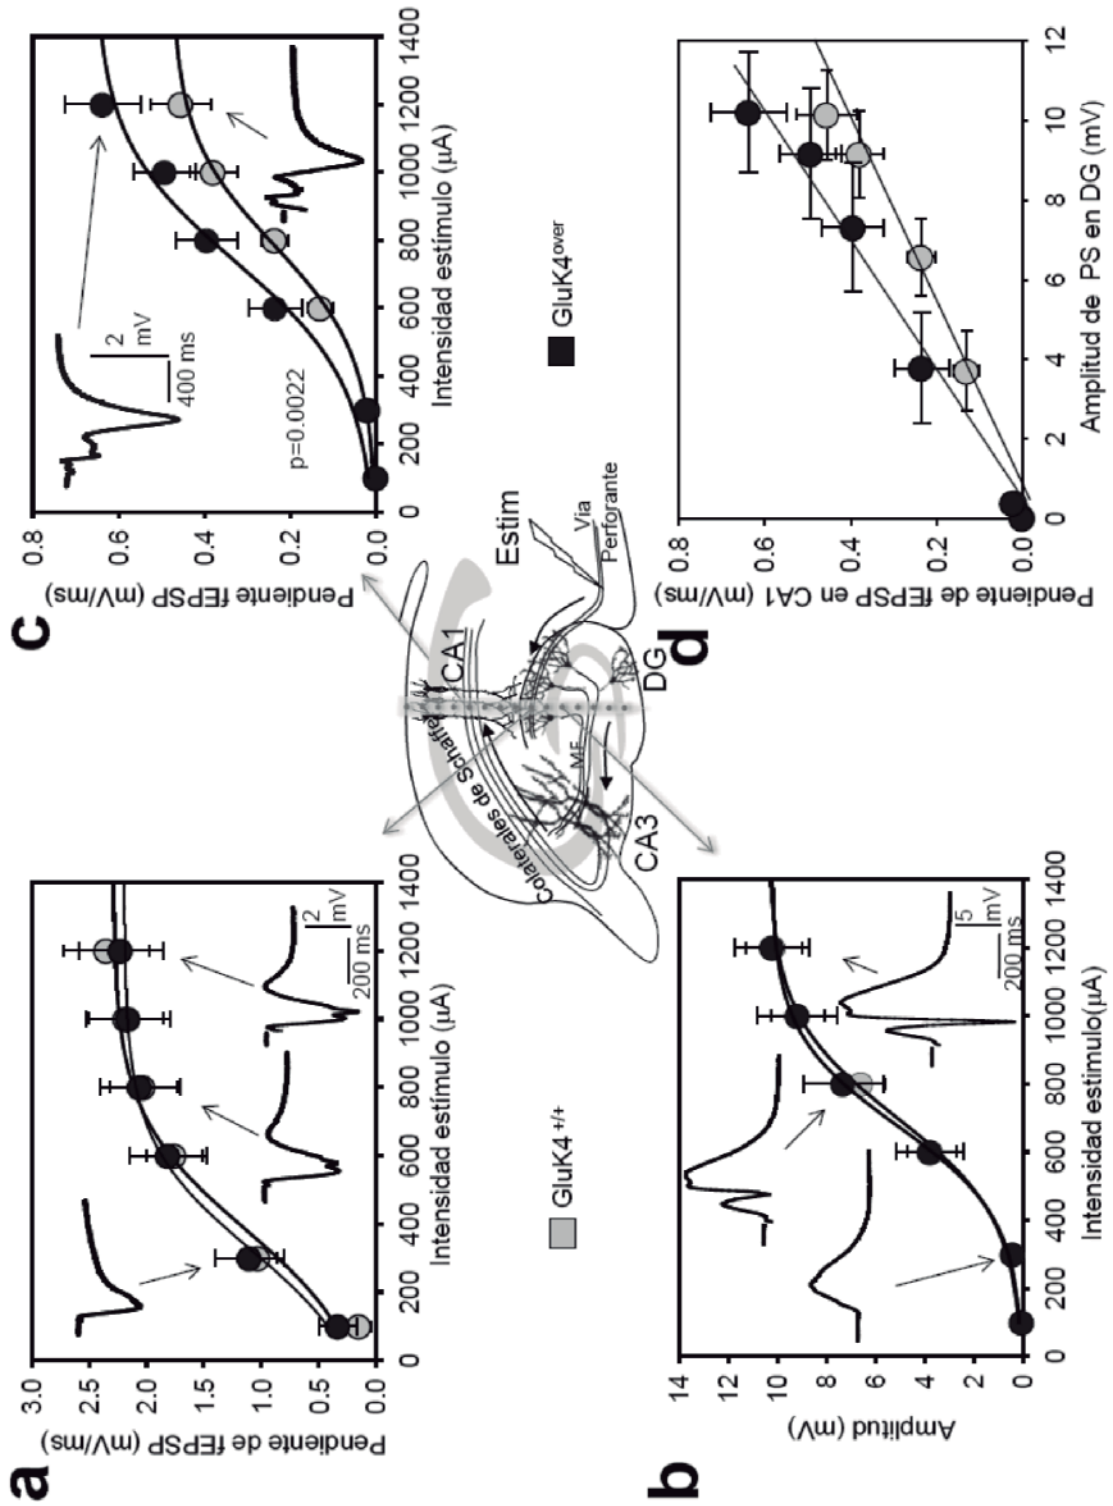 a
Pendiente de fEPSP (mV/ms)
3.0
2.5
2.0
1.5
1.0
0.5
0.0
0 200 400 600 800 1000 1200 1400
Intensidad estímulo (µA)
2
mV
200 ms
c
Pendiente fEPSP (mV/ms)
0.8
0.6
0.4
0.2
0.0
0 200 400 600 800 1000 1200 1400
Intensidad estímulo (µA)
2
mV
400 ms
p=0.0022
GluK4+/+
GluK4over
Colaterales de Schaffer
CA1
CA3
MF
DG
Estim
Via
Perforante
b
Amplitud (mV)
14
12
10
8
6
4
2
0
0 200 400 600 800 1000 1200 1400
Intensidad estímulo(µA)
5
mV
200 ms
d
Pendiente de fEPSP en CA1 (mV/ms)
0.8
0.6
0.4
0.2
0.0
0 2 4 6 8 10 12
Amplitud de PS en DG (mV)